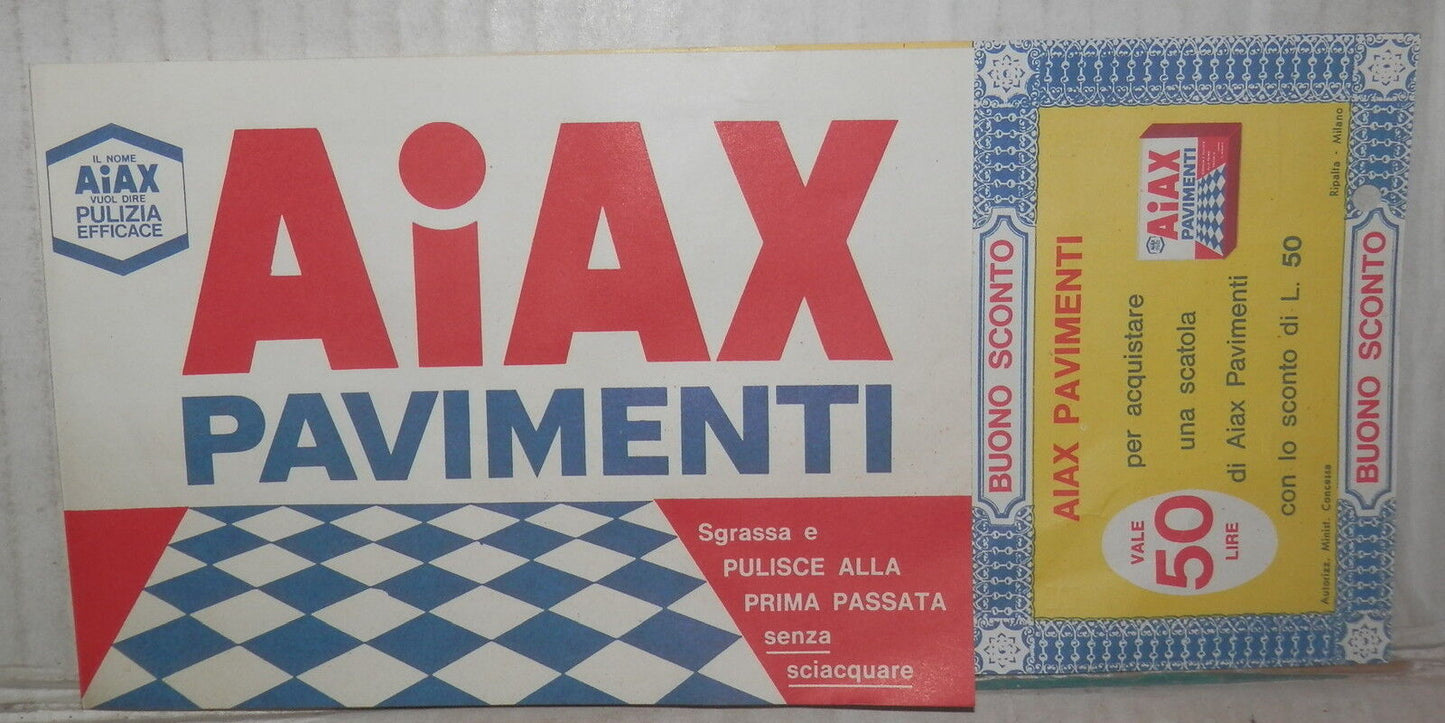 IL NOME
AiAX
VUOL DIRE
PULIZIA
EFFICACE
AiAX
PAVIMENTI
Sgrassa e
PULISCE ALLA
PRIMA PASSATA
senza
sciacquare
BUONO SCONTO
AIAX PAVIMENTI
per acquistare
una scatola
di Aiax Pavimenti
con lo sconto di L. 50
VALE
50
LIRE
AiAX
PAVIMENTI
Autorizz. Minist. Concessa
Ripalta - Milano
BUONO SCONTO